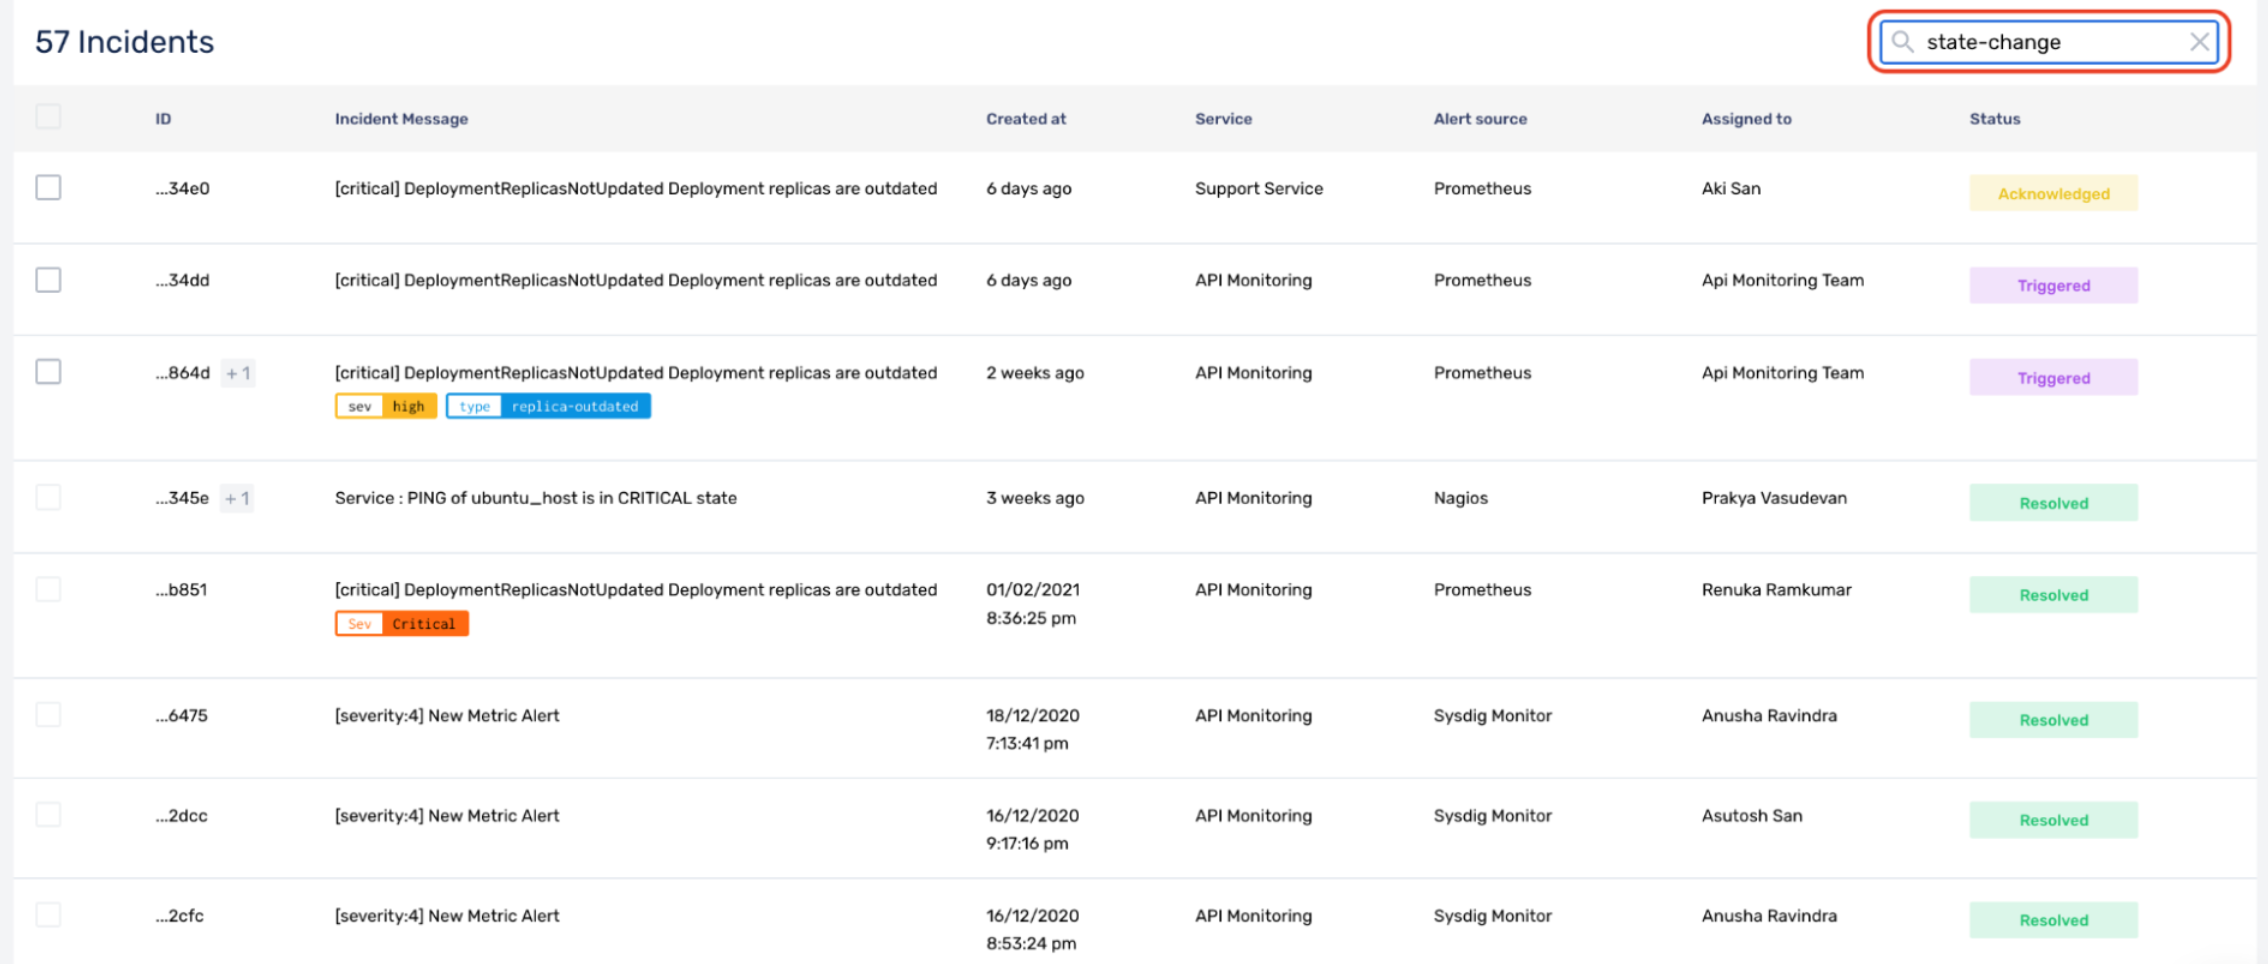 57 Incidents
state-change
ID Incident Message Created at Service Alert source Assigned to Status
...34e0 [critical] DeploymentReplicasNotUpdated Deployment replicas are outdated 6 days ago Support Service Prometheus Aki San Acknowledged
...34dd [critical] DeploymentReplicasNotUpdated Deployment replicas are outdated 6 days ago API Monitoring Prometheus Api Monitoring Team Triggered
...864d +1 [critical] DeploymentReplicasNotUpdated Deployment replicas are outdated 2 weeks ago API Monitoring Prometheus Api Monitoring Team Triggered
sev high type replica-outdated
...345e +1 Service : PING of ubuntu_host is in CRITICAL state 3 weeks ago API Monitoring Nagios Prakya Vasudevan Resolved
...b851 [critical] DeploymentReplicasNotUpdated Deployment replicas are outdated 01/02/2021 API Monitoring Prometheus Renuka Ramkumar Resolved
Sev Critical 8:36:25 pm
...6475 [severity:4] New Metric Alert 18/12/2020 API Monitoring Sysdig Monitor Anusha Ravindra Resolved
7:13:41 pm
...2dcc [severity:4] New Metric Alert 16/12/2020 API Monitoring Sysdig Monitor Asutosh San Resolved
9:17:16 pm
...2cfc [severity:4] New Metric Alert 16/12/2020 API Monitoring Sysdig Monitor Anusha Ravindra Resolved
8:53:24 pm